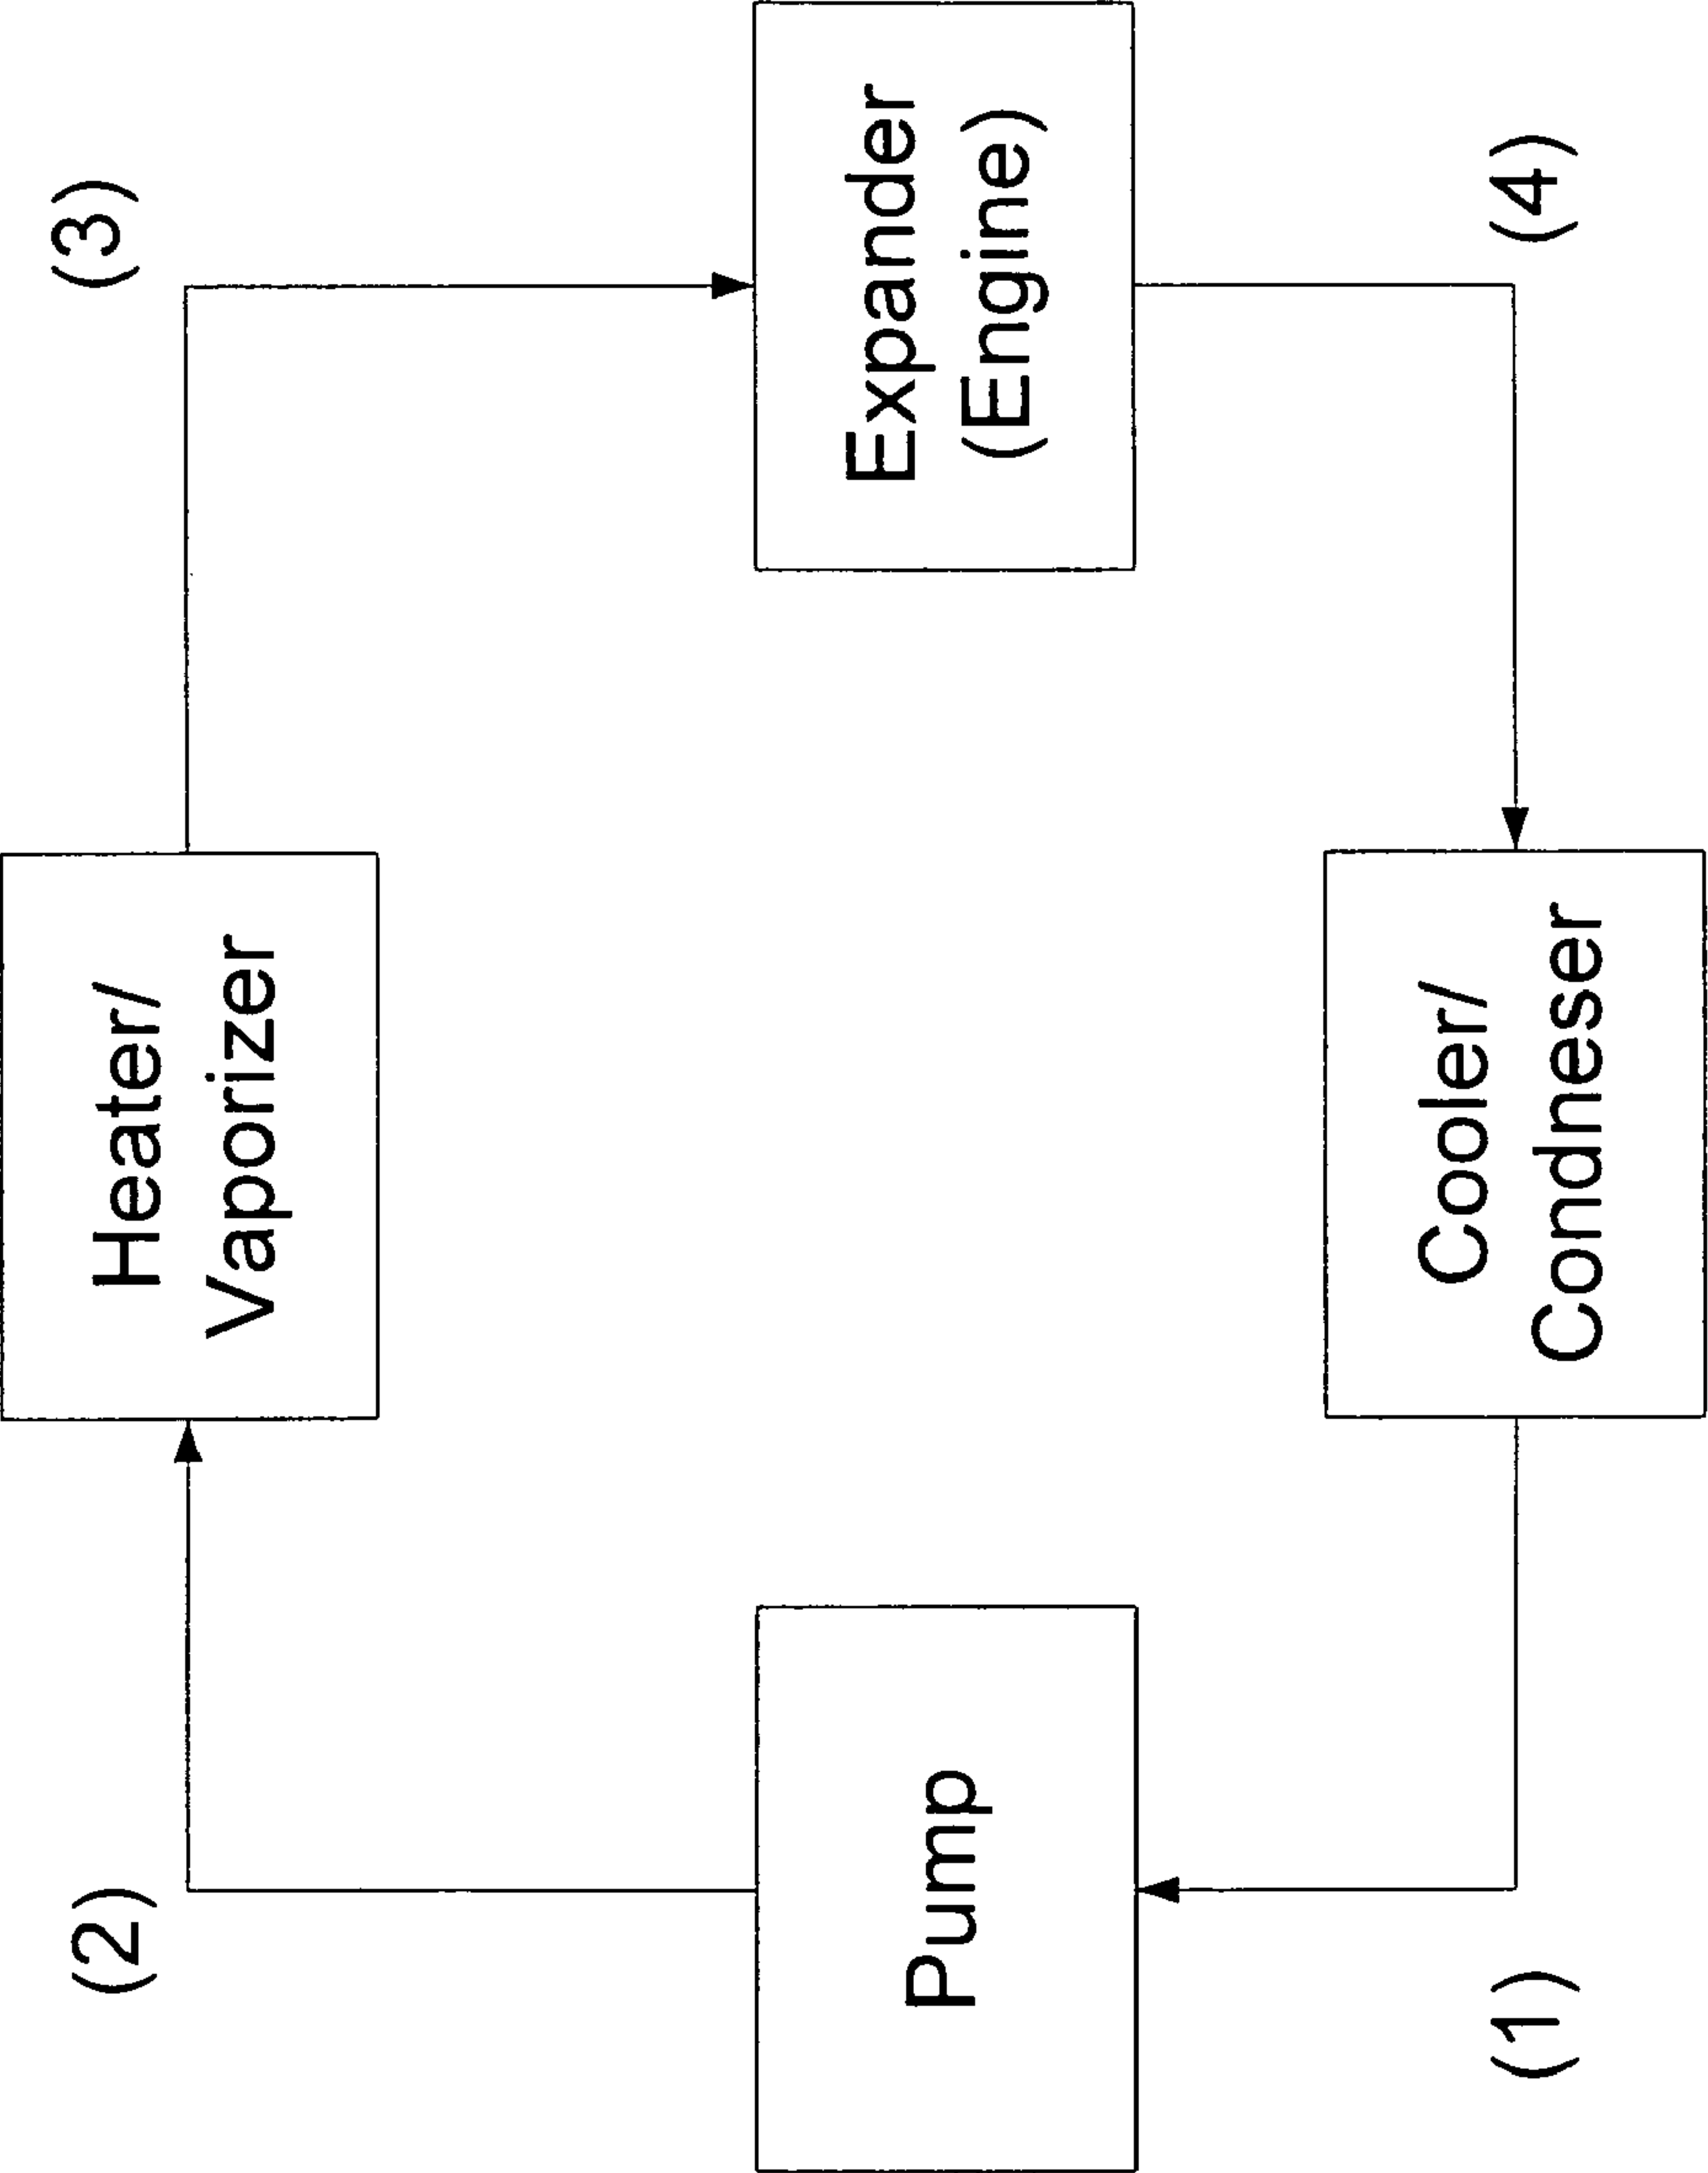 (2)
Heater/
Vaporizer
(3)
Pump
Expander
(Engine)
(1)
Cooler/
Condneser
(4)